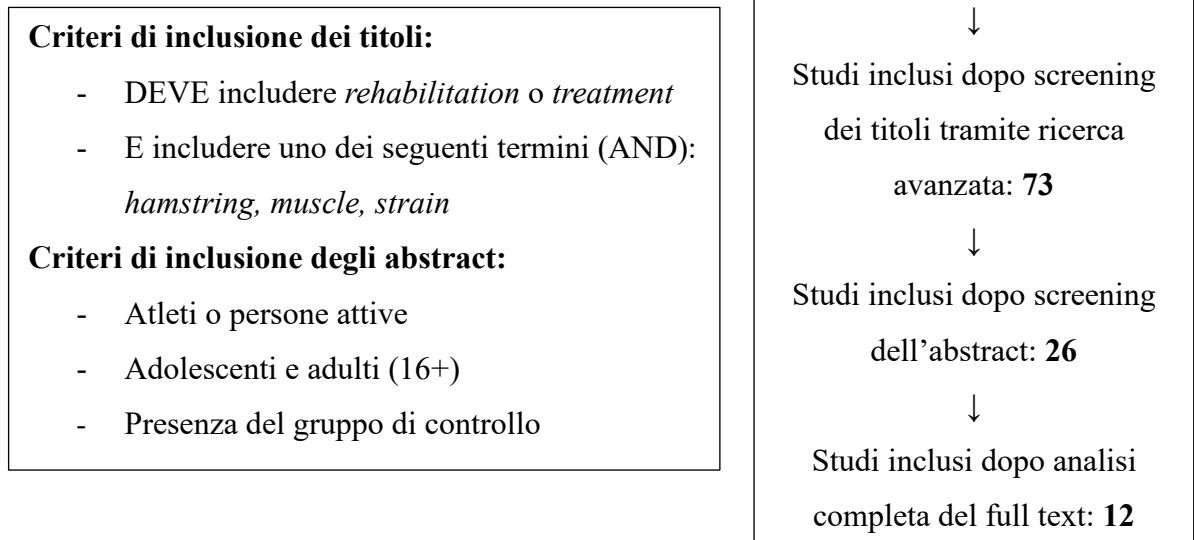 Criteri di inclusione dei titoli:
- DEVE includere rehabilitation o treatment
- E includere uno dei seguenti termini (AND):
hamstring, muscle, strain
Criteri di inclusione degli abstract:
- Atleti o persone attive
- Adolescenti e adulti (16+)
- Presenza del gruppo di controllo
↓
Studi inclusi dopo screening
dei titoli tramite ricerca
avanzata: 73
↓
Studi inclusi dopo screening
dell’abstract: 26
↓
Studi inclusi dopo analisi
completa del full text: 12